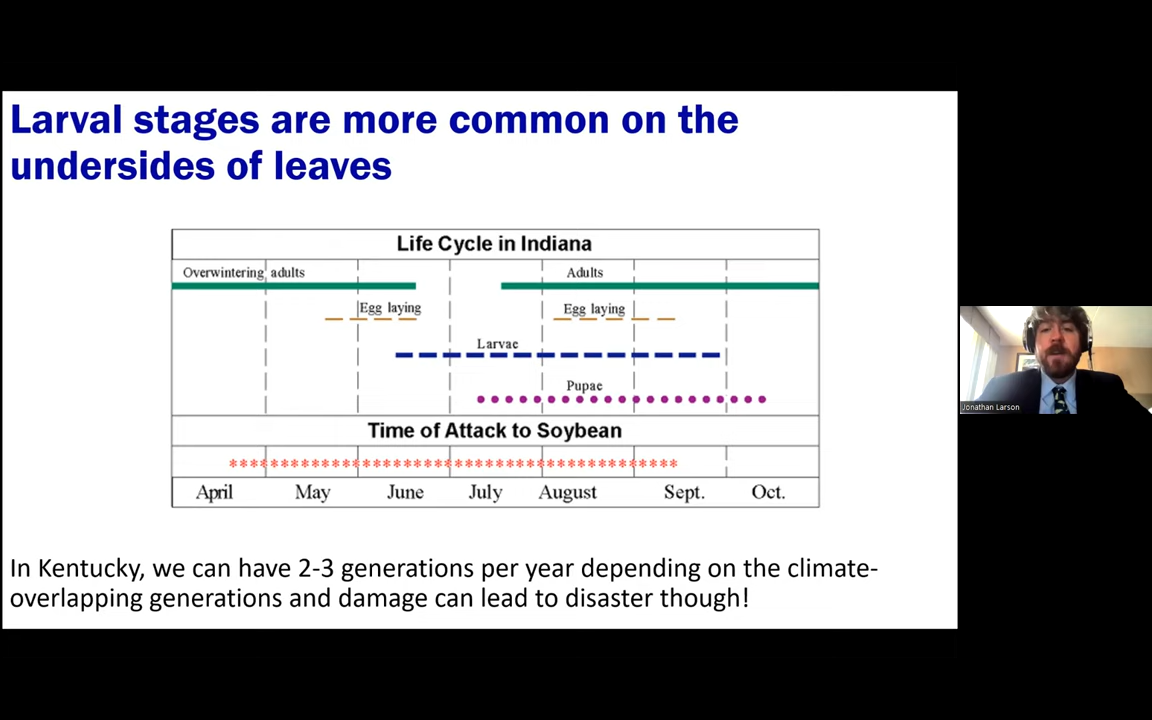 Larval stages are more common on the
undersides of leaves
Life Cycle in Indiana
Overwintering adults
Adults
Egg laying
Egg laying
Larvae
Pupae
Time of Attack to Soybean
******************************************
April May June July August Sept. Oct.
In Kentucky, we can have 2-3 generations per year depending on the climate-
overlapping generations and damage can lead to disaster though!
Jonathan Larson